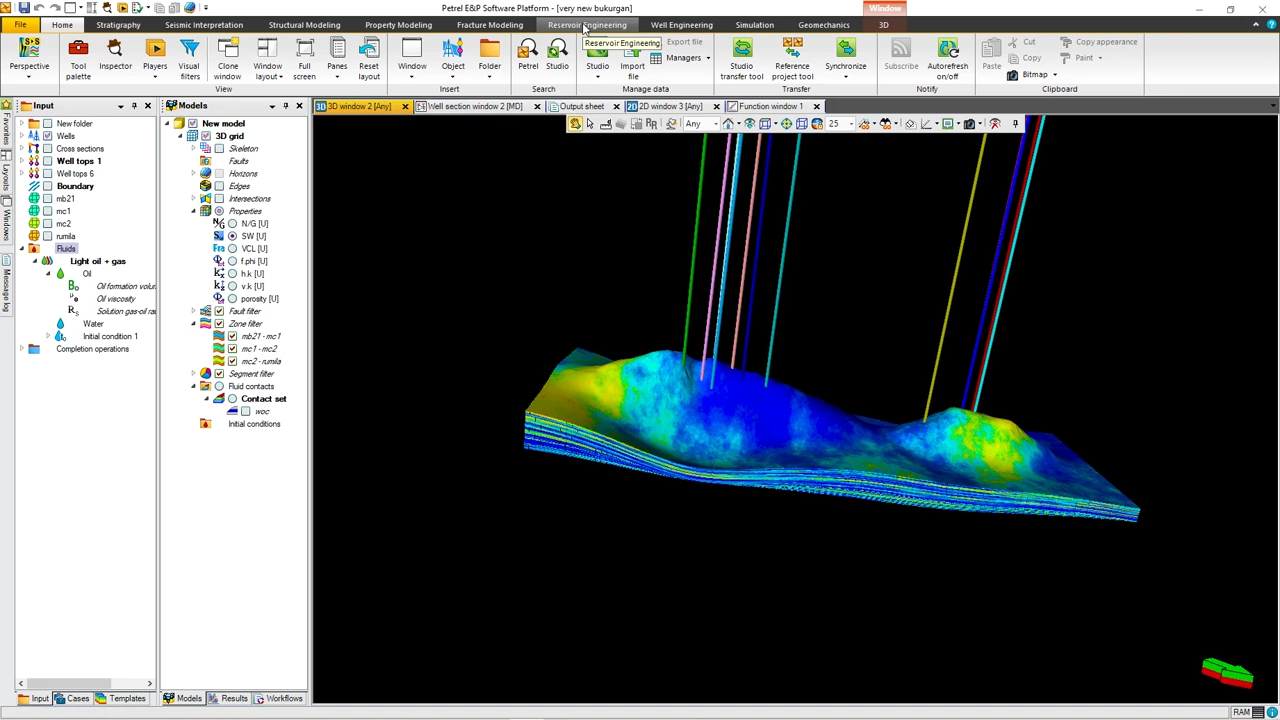 Petrel E&P Software Platform - [very new bukurgan]
Window
File Home Stratigraphy Seismic Interpretation Structural Modeling Property Modeling Fracture Modeling Reservoir Engineering Well Engineering Simulation Geomechanics 3D
Reservoir Engineering
Perspective
Tool palette
Inspector
Players
Visual filters
Clone window
Window layout
Full screen
Panes
Reset layout
Window
Object
Folder
Petrel
Studio
Studio
Import file
Export file
Managers
Studio transfer tool
Reference project tool
Synchronize
Subscribe
Autorefresh on/off
Paste
Cut
Copy
Bitmap
Copy appearance
Paint
View Insert Search Manage data Transfer Notify Clipboard
Input
Models
3D window 2 [Any]
Well section window 2 [MD]
Output sheet
2D window 3 [Any]
Function window 1
Any
25
Favorites
Layouts
Windows
Message log
New folder
Wells
Cross sections
Well tops 1
Well tops 6
Boundary
mb21
mc1
mc2
rumila
Fluids
Light oil + gas
Oil
Oil formation volu
Oil viscosity
Solution gas-oil ra
Water
Initial condition 1
Completion operations
New model
3D grid
Skeleton
Faults
Horizons
Edges
Intersections
Properties
N/G [U]
SW [U]
VCL [U]
f.phi [U]
h.k [U]
v.k [U]
porosity [U]
Fault filter
Zone filter
mb21 - mc1
mc1 - mc2
mc2 - rumila
Segment filter
Fluid contacts
Contact set
woc
Initial conditions
Input Cases Templates
Models Results Workflows
RAM